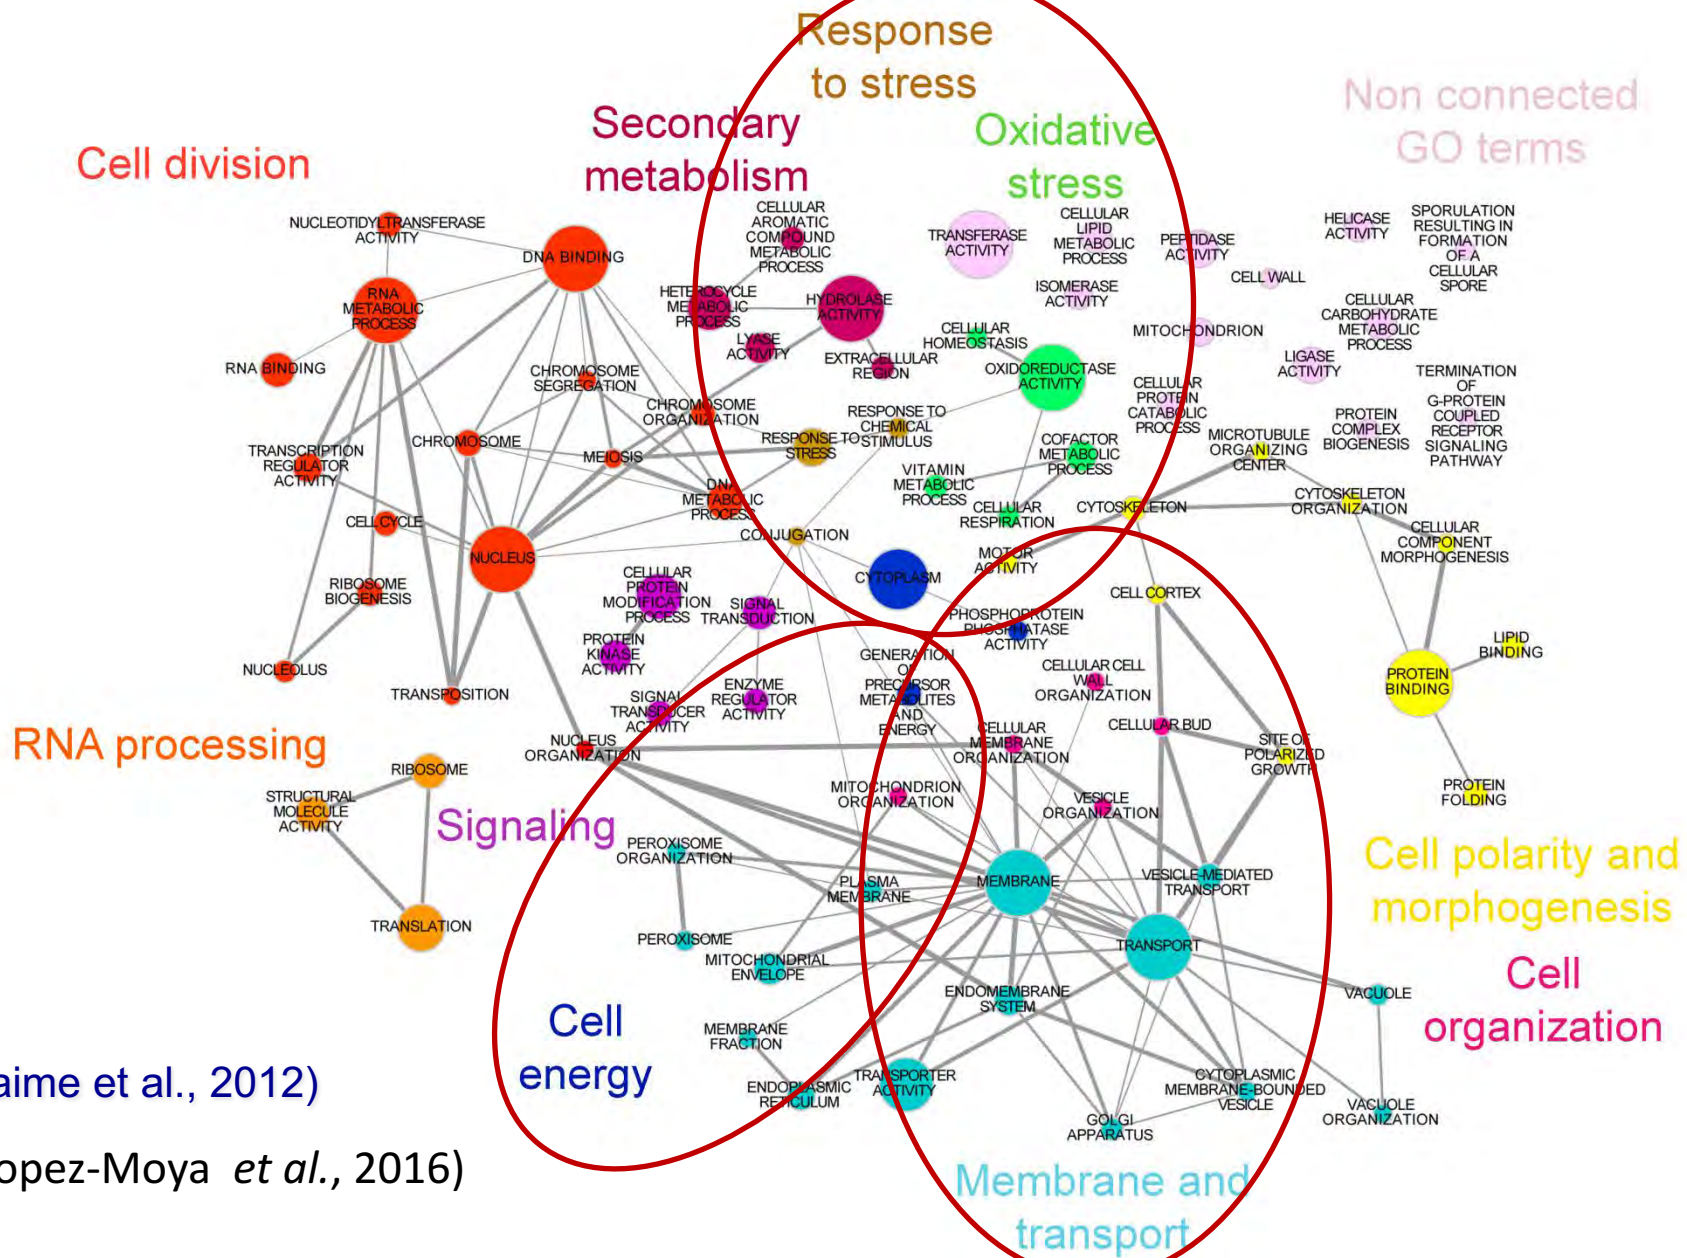 Response
to stress
Secondary
metabolism
Oxidative
stress
Non connected
GO terms
Cell division
NUCLEOTIDYLTRANSFERASE
ACTIVITY
DNA BINDING
RNA
METABOLIC
PROCESS
RNA BINDING
CHROMOSOME
SEGREGATION
CHROMOSOME
ORGANIZATION
CHROMOSOME
MEIOSIS
TRANSCRIPTION
REGULATOR
ACTIVITY
DNA
METABOLIC
PROCESS
CELL CYCLE
NUCLEUS
RIBOSOME
BIOGENESIS
NUCLEOLUS
TRANSPOSITION
NUCLEUS
ORGANIZATION
CELLULAR
AROMATIC
COMPOUND
METABOLIC
PROCESS
HETEROCYCLE
METABOLIC
PROCESS
HYDROLASE
ACTIVITY
LYASE
ACTIVITY
EXTRACELLULAR
REGION
RESPONSE TO
STRESS
RESPONSE TO
CHEMICAL
STIMULUS
CONJUGATION
TRANSFERASE
ACTIVITY
CELLULAR
LIPID
METABOLIC
PROCESS
ISOMERASE
ACTIVITY
PEPTIDASE
ACTIVITY
CELL WALL
MITOCHONDRION
HELICASE
ACTIVITY
SPORULATION
RESULTING IN
FORMATION
OF A
CELLULAR
SPORE
CELLULAR
CARBOHYDRATE
METABOLIC
PROCESS
LIGASE
ACTIVITY
CELLULAR
PROTEIN
CATABOLIC
PROCESS
PROTEIN
COMPLEX
BIOGENESIS
TERMINATION
OF
G-PROTEIN
COUPLED
RECEPTOR
SIGNALING
PATHWAY
CELLULAR
HOMEOSTASIS
OXIDOREDUCTASE
ACTIVITY
COFACTOR
METABOLIC
PROCESS
VITAMIN
METABOLIC
PROCESS
CELLULAR
RESPIRATION
MICROTUBULE
ORGANIZING
CENTER
CYTOSKELETON
CYTOSKELETON
ORGANIZATION
CELLULAR
COMPONENT
MORPHOGENESIS
MOTOR
ACTIVITY
CELL CORTEX
LIPID
BINDING
PROTEIN
BINDING
SITE OF
POLARIZED
GROWTH
PROTEIN
FOLDING
CYTOPLASM
PHOSPHOPROTEIN
PHOSPHATASE
ACTIVITY
GENERATION
OF
PRECURSOR
METABOLITES
AND
ENERGY
CELLULAR
PROTEIN
MODIFICATION
PROCESS
SIGNAL
TRANSDUCTION
PROTEIN
KINASE
ACTIVITY
SIGNAL
TRANSDUCER
ACTIVITY
ENZYME
REGULATOR
ACTIVITY
CELLULAR CELL
WALL
ORGANIZATION
CELLULAR BUD
CELLULAR
MEMBRANE
ORGANIZATION
MITOCHONDRION
ORGANIZATION
VESICLE
ORGANIZATION
RNA processing
RIBOSOME
STRUCTURAL
MOLECULE
ACTIVITY
TRANSLATION
Signaling
PEROXISOME
ORGANIZATION
PLASMA
MEMBRANE
MEMBRANE
VESICLE-MEDIATED
TRANSPORT
PEROXISOME
TRANSPORT
MITOCHONDRIAL
ENVELOPE
ENDOMEMBRANE
SYSTEM
VACUOLE
MEMBRANE
FRACTION
ENDOPLASMIC
RETICULUM
TRANSPORTER
ACTIVITY
GOLGI
APPARATUS
CYTOPLASMIC
MEMBRANE-BOUNDED
VESICLE
VACUOLE
ORGANIZATION
Cell polarity and
morphogenesis
Cell
organization
Cell
energy
Membrane and
transport
aime et al., 2012)
opez-Moya et al., 2016)